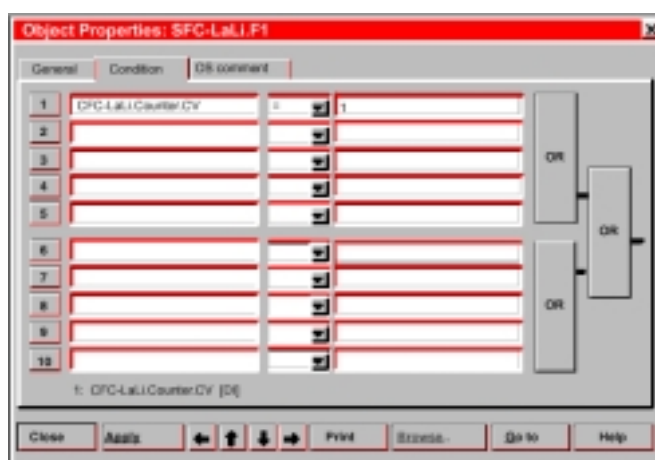 Object Properties: SFC-LaLi.F1 X
General Condition OS comment
1 CFC-LaLi.Counter.CV = 1
2
3 OR
4
5
OR
6
7
8 OR
9
10
1: CFC-LaLi.Counter.CV [DI]
Close Apply Print Browse.. Go to Help